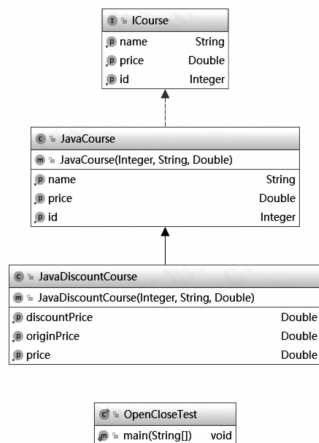 ICourse
name String
price Double
id Integer
JavaCourse
JavaCourse(Integer, String, Double)
name String
price Double
id Integer
JavaDiscountCourse
JavaDiscountCourse(Integer, String, Double)
discountPrice Double
originPrice Double
price Double
OpenCloseTest
main(String[]) void